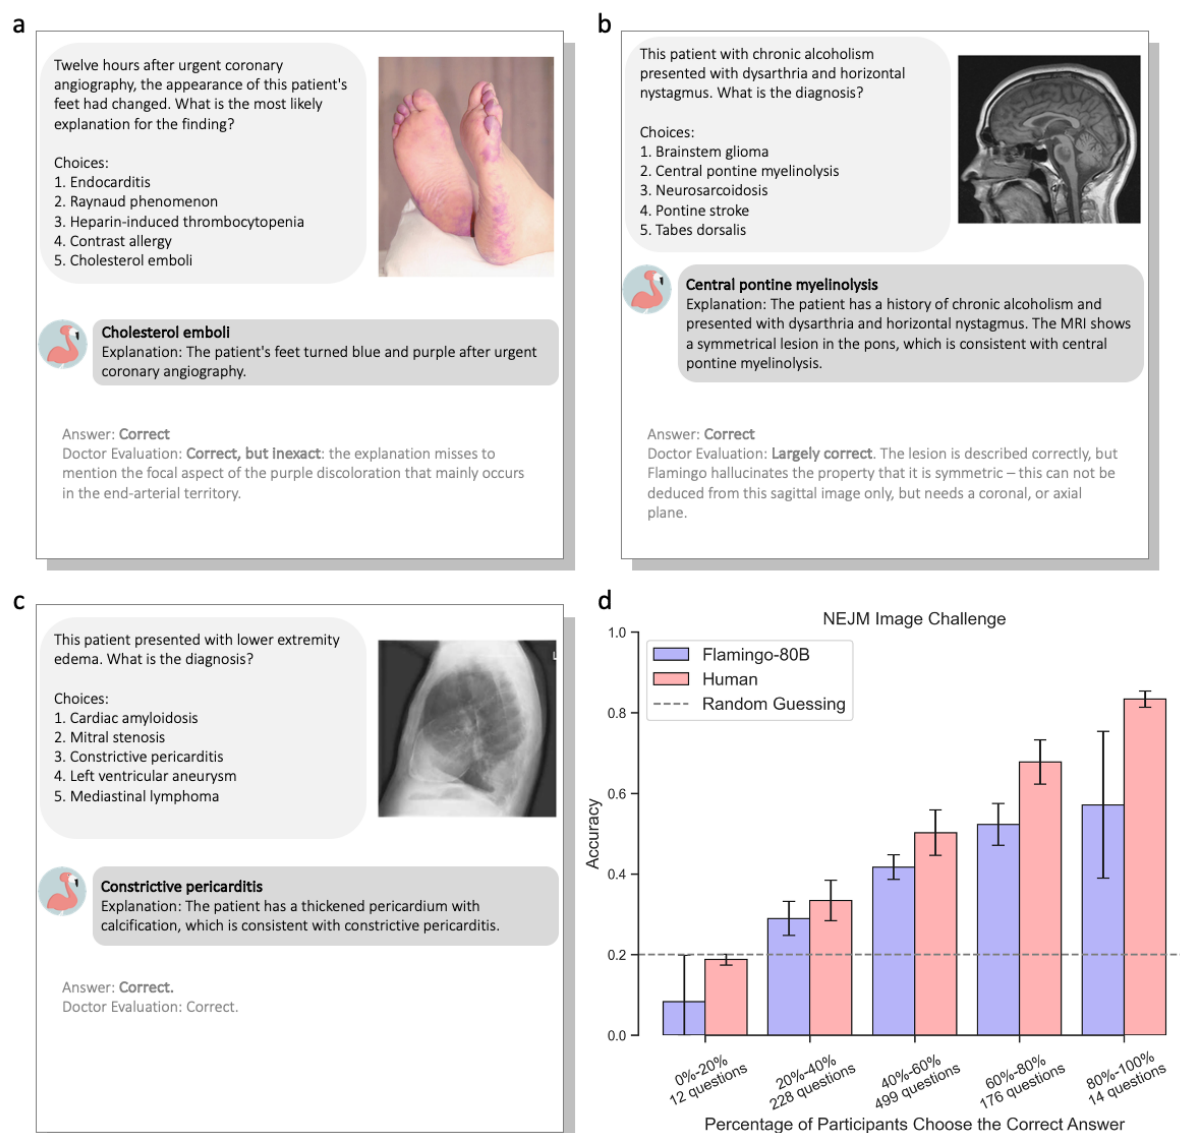 a
Twelve hours after urgent coronary
angiography, the appearance of this patient's
feet had changed. What is the most likely
explanation for the finding?
Choices:
1. Endocarditis
2. Raynaud phenomenon
3. Heparin-induced thrombocytopenia
4. Contrast allergy
5. Cholesterol emboli
Cholesterol emboli
Explanation: The patient's feet turned blue and purple after urgent
coronary angiography.
Answer: Correct
Doctor Evaluation: Correct, but inexact: the explanation misses to
mention the focal aspect of the purple discoloration that mainly occurs
in the end-arterial territory.
b
This patient with chronic alcoholism
presented with dysarthria and horizontal
nystagmus. What is the diagnosis?
Choices:
1. Brainstem glioma
2. Central pontine myelinolysis
3. Neurosarcoidosis
4. Pontine stroke
5. Tabes dorsalis
Central pontine myelinolysis
Explanation: The patient has a history of chronic alcoholism and
presented with dysarthria and horizontal nystagmus. The MRI shows
a symmetrical lesion in the pons, which is consistent with central
pontine myelinolysis.
Answer: Correct
Doctor Evaluation: Largely correct. The lesion is described correctly, but
Flamingo hallucinates the property that it is symmetric – this can not be
deduced from this sagittal image only, but needs a coronal, or axial
plane.
c
This patient presented with lower extremity
edema. What is the diagnosis?
Choices:
1. Cardiac amyloidosis
2. Mitral stenosis
3. Constrictive pericarditis
4. Left ventricular aneurysm
5. Mediastinal lymphoma
L
Constrictive pericarditis
Explanation: The patient has a thickened pericardium with
calcification, which is consistent with constrictive pericarditis.
Answer: Correct.
Doctor Evaluation: Correct.
d
NEJM Image Challenge
Flamingo-80B
Human
Random Guessing
Accuracy
1.0
0.8
0.6
0.4
0.2
0.0
0%-20%
12 questions
20%-40%
228 questions
40%-60%
499 questions
60%-80%
176 questions
80%-100%
14 questions
Percentage of Participants Choose the Correct Answer